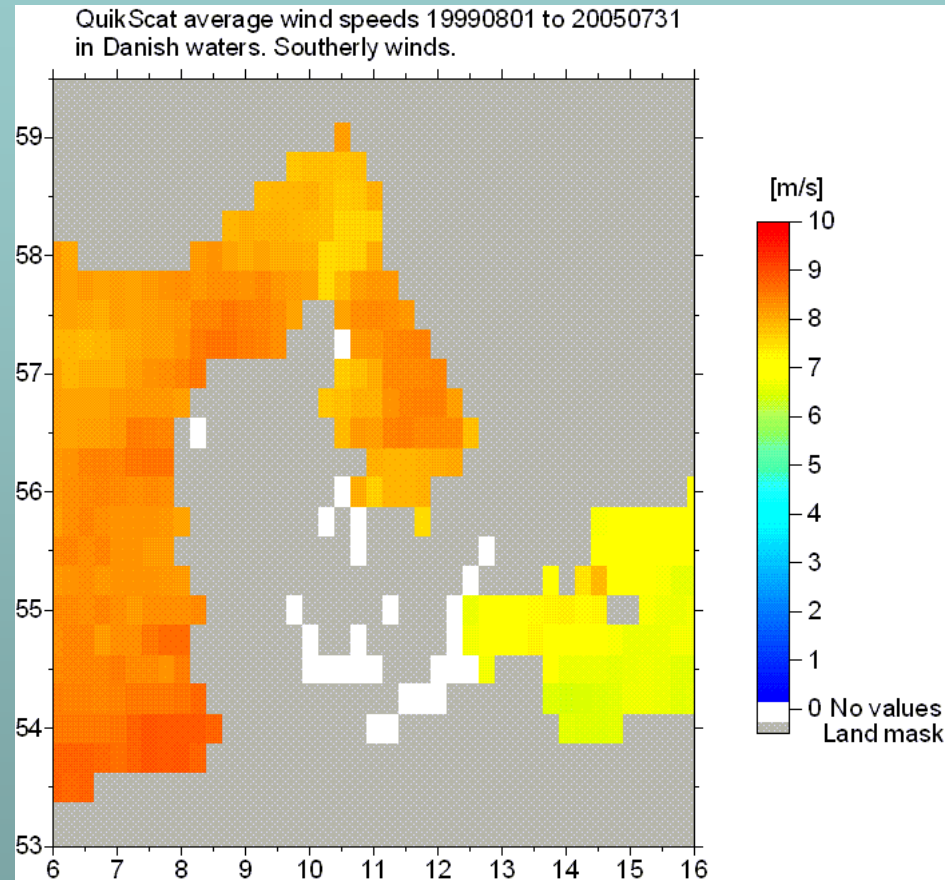 QuikScat average wind speeds 19990801 to 20050731
in Danish waters. Southerly winds.
59
58
57
56
55
54
53
6 7 8 9 10 11 12 13 14 15 16
[m/s]
10
9
8
7
6
5
4
3
2
1
0 No values
Land mask